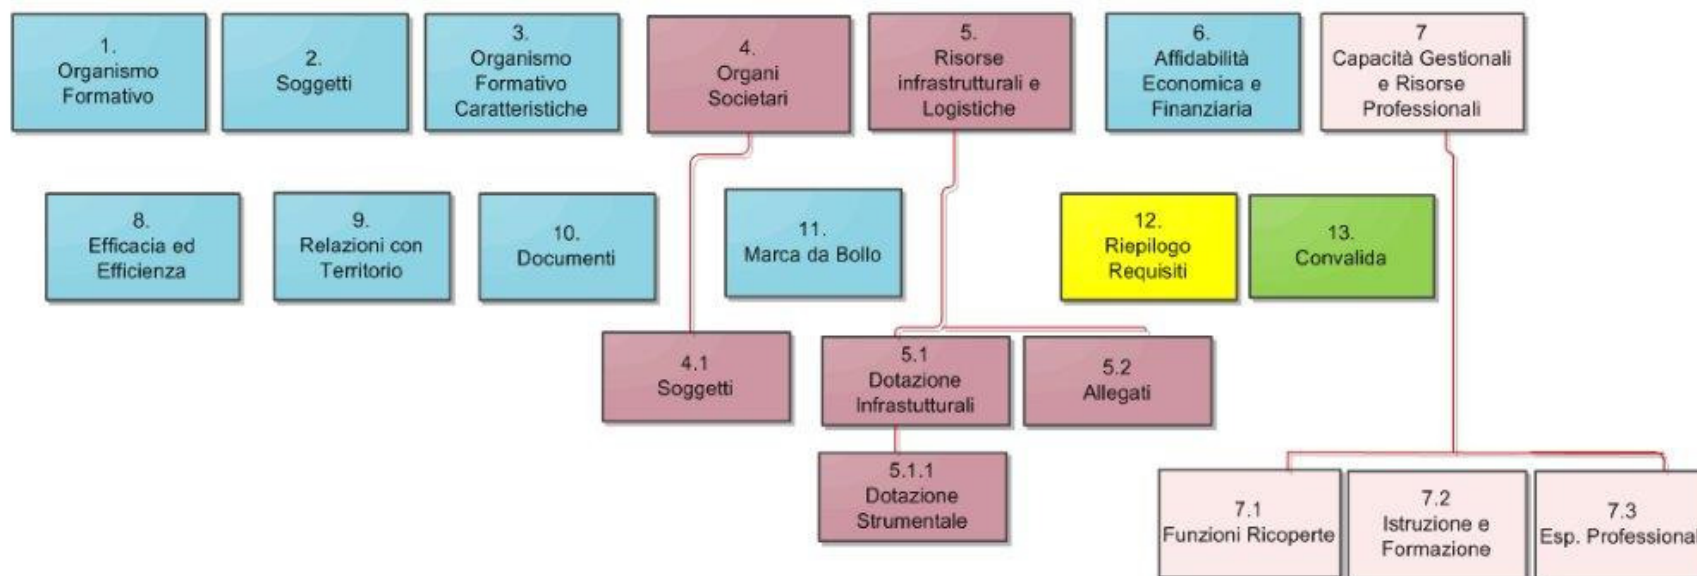 1.
Organismo
Formativo
2.
Soggetti
3.
Organismo
Formativo
Caratteristiche
4.
Organi
Societari
5.
Risorse
infrastrutturali e
Logistiche
6.
Affidabilità
Economica e
Finanziaria
7
Capacità Gestionali
e Risorse
Professionali
8.
Efficacia ed
Efficienza
9.
Relazioni con
Territorio
10.
Documenti
11.
Marca da Bollo
12.
Riepilogo
Requisiti
13.
Convalida
4.1
Soggetti
5.1
Dotazione
Infrastutturali
5.2
Allegati
5.1.1
Dotazione
Strumentale
7.1
Funzioni Ricoperte
7.2
Istruzione e
Formazione
7.3
Esp. Professional